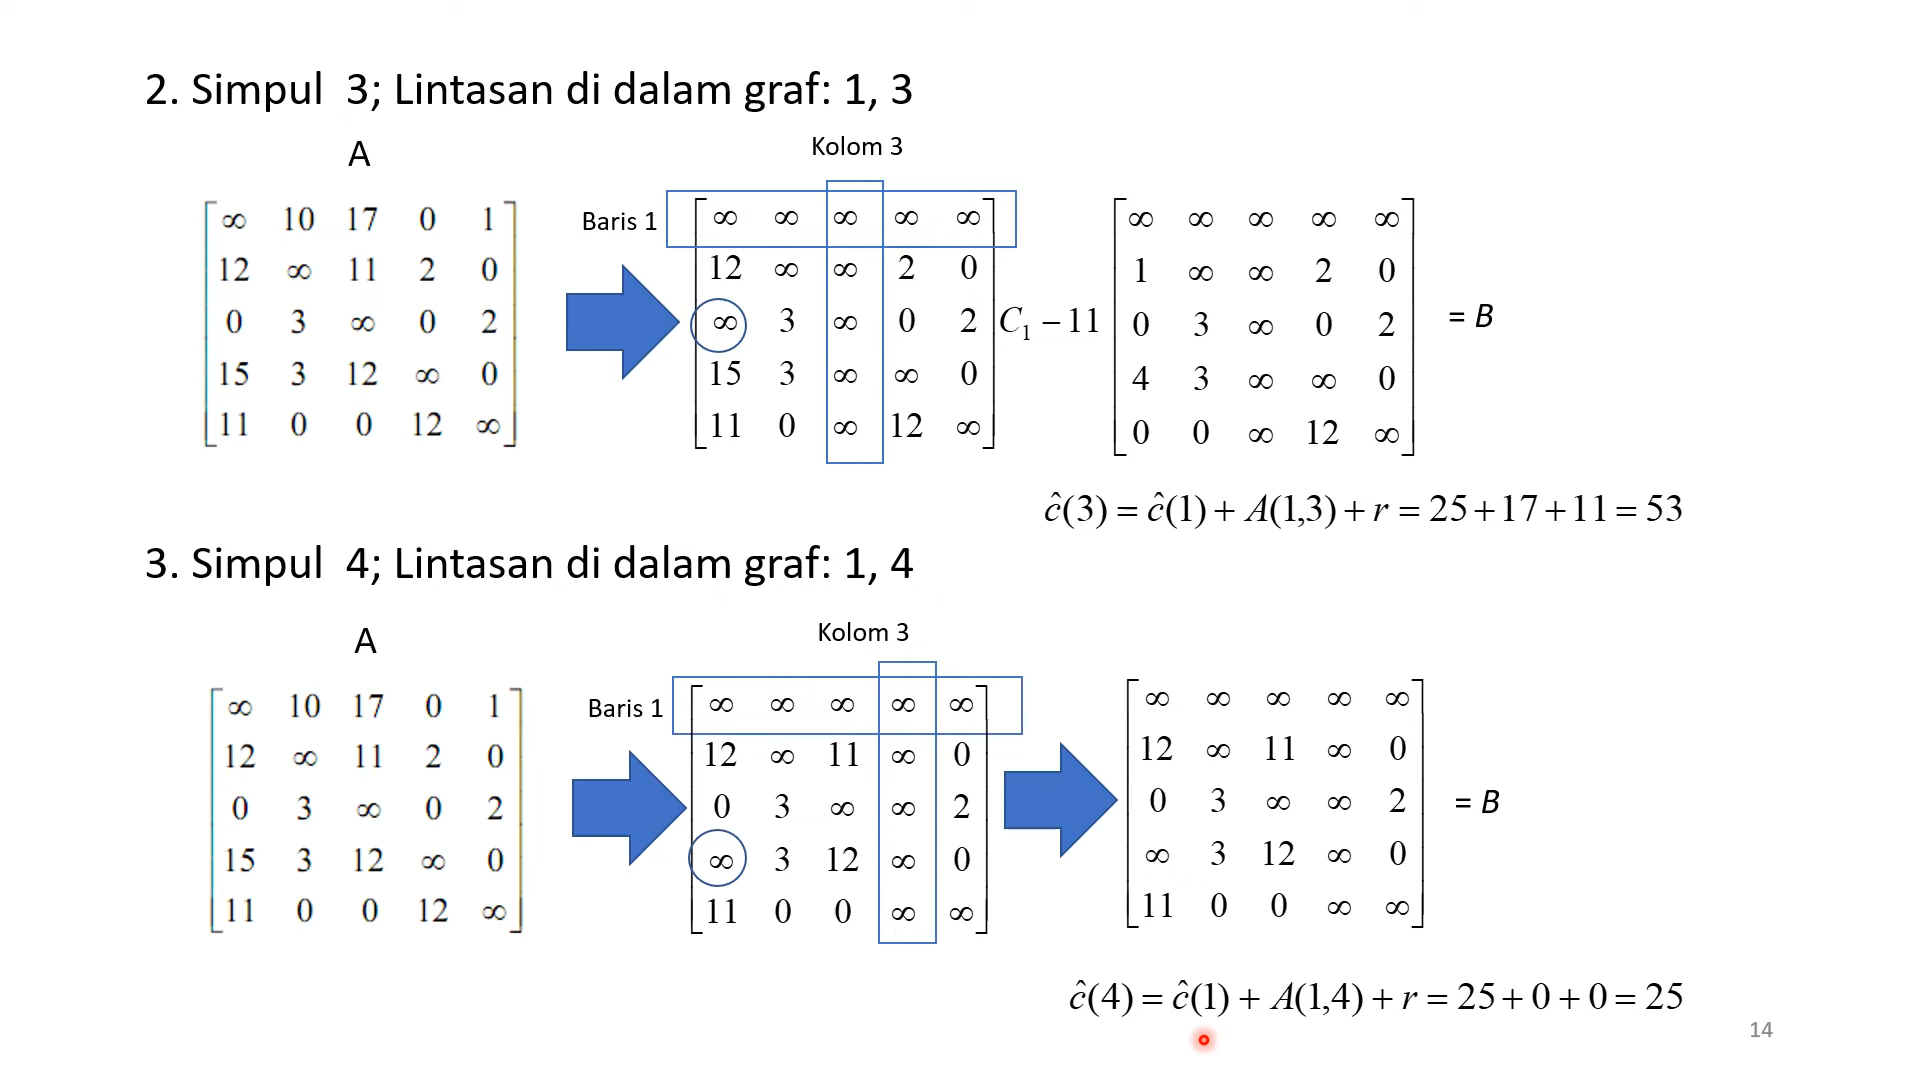 2. Simpul 3; Lintasan di dalam graf: 1, 3
A
Kolom 3
Baris 1
∞ 10 17 0 1
12 ∞ 11 2 0
0 3 ∞ 0 2
15 3 12 ∞ 0
11 0 0 12 ∞
∞ ∞ ∞ ∞ ∞
12 ∞ ∞ 2 0
∞ 3 ∞ 0 2
15 3 ∞ ∞ 0
11 0 ∞ 12 ∞
C₁ − 11
∞ ∞ ∞ ∞ ∞
1 ∞ ∞ 2 0
0 3 ∞ 0 2
4 3 ∞ ∞ 0
0 0 ∞ 12 ∞
= B
ĉ(3) = ĉ(1) + A(1,3) + r = 25 + 17 + 11 = 53
3. Simpul 4; Lintasan di dalam graf: 1, 4
A
Kolom 3
Baris 1
∞ 10 17 0 1
12 ∞ 11 2 0
0 3 ∞ 0 2
15 3 12 ∞ 0
11 0 0 12 ∞
∞ ∞ ∞ ∞ ∞
12 ∞ 11 ∞ 0
0 3 ∞ ∞ 2
∞ 3 12 ∞ 0
11 0 0 ∞ ∞
∞ ∞ ∞ ∞ ∞
12 ∞ 11 ∞ 0
0 3 ∞ ∞ 2
∞ 3 12 ∞ 0
11 0 0 ∞ ∞
= B
ĉ(4) = ĉ(1) + A(1,4) + r = 25 + 0 + 0 = 25
14